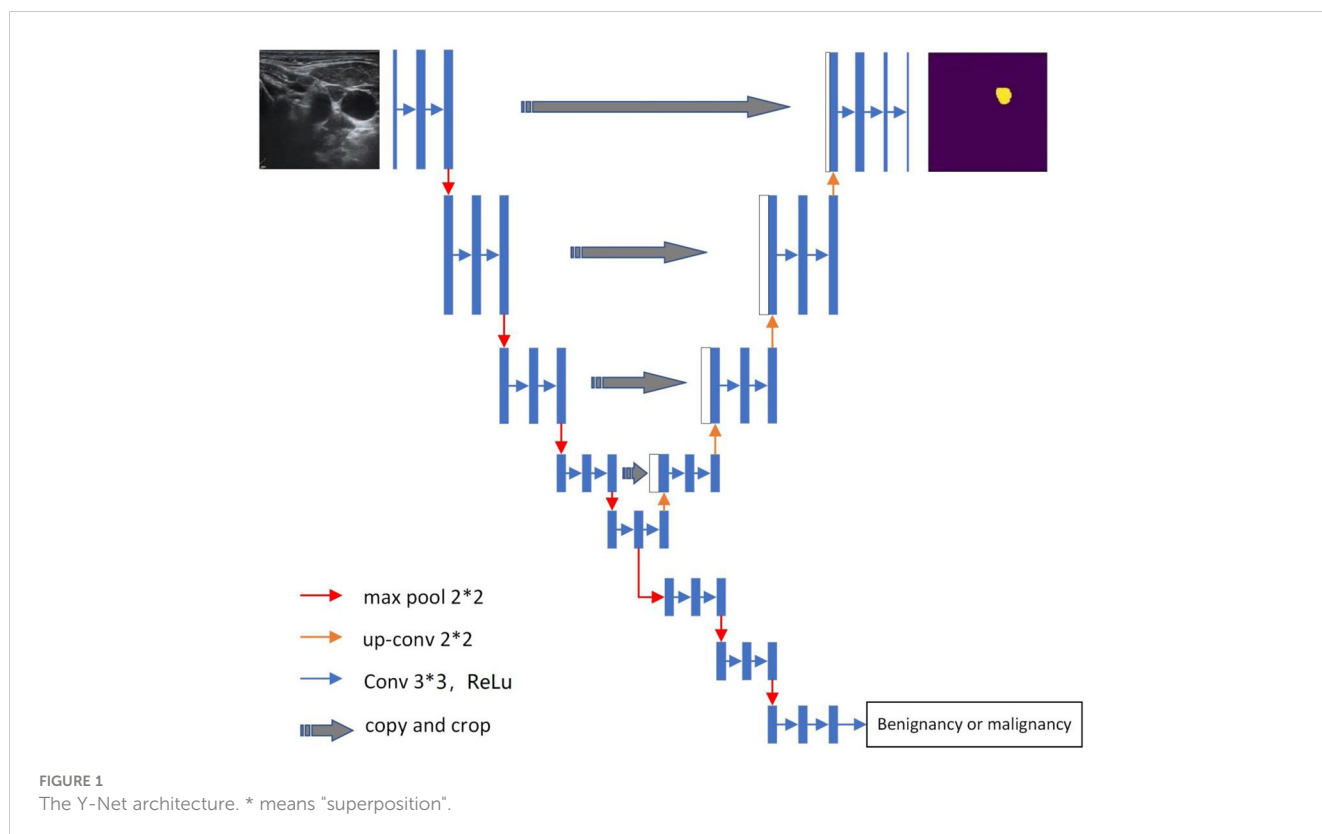 max pool 2*2
up-conv 2*2
Conv 3*3, ReLu
copy and crop
Benignancy or malignancy
FIGURE 1
The Y-Net architecture. * means "superposition".